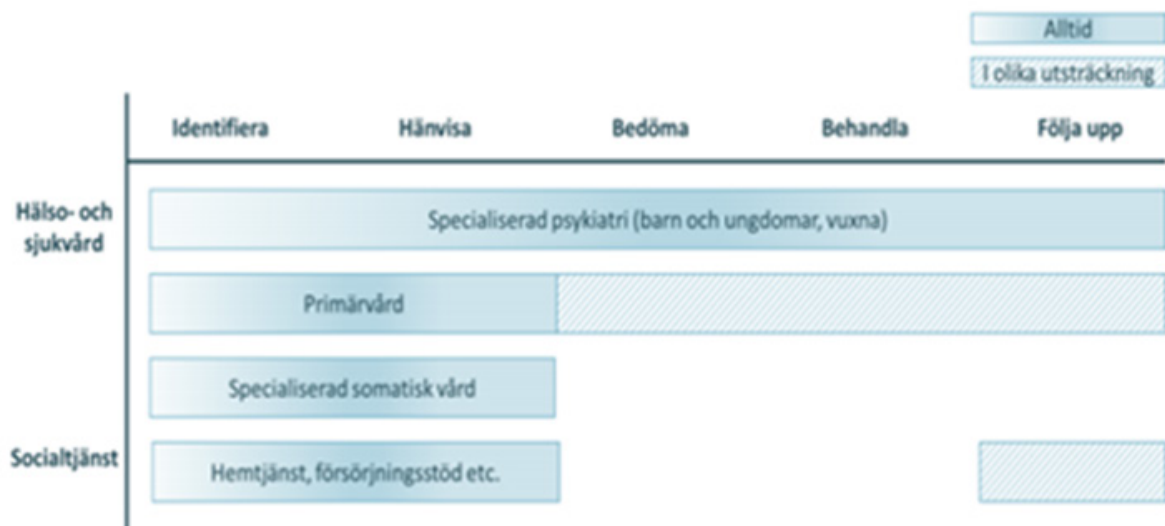 Alltid
I olika utsträckning
Identifiera Hänvisa Bedöma Behandla Följa upp
Hälso- och
sjukvård
Specialiserad psykiatri (barn och ungdomar, vuxna)
Primärvård
Specialiserad somatisk vård
Socialtjänst
Hemtjänst, försörjningsstöd etc.